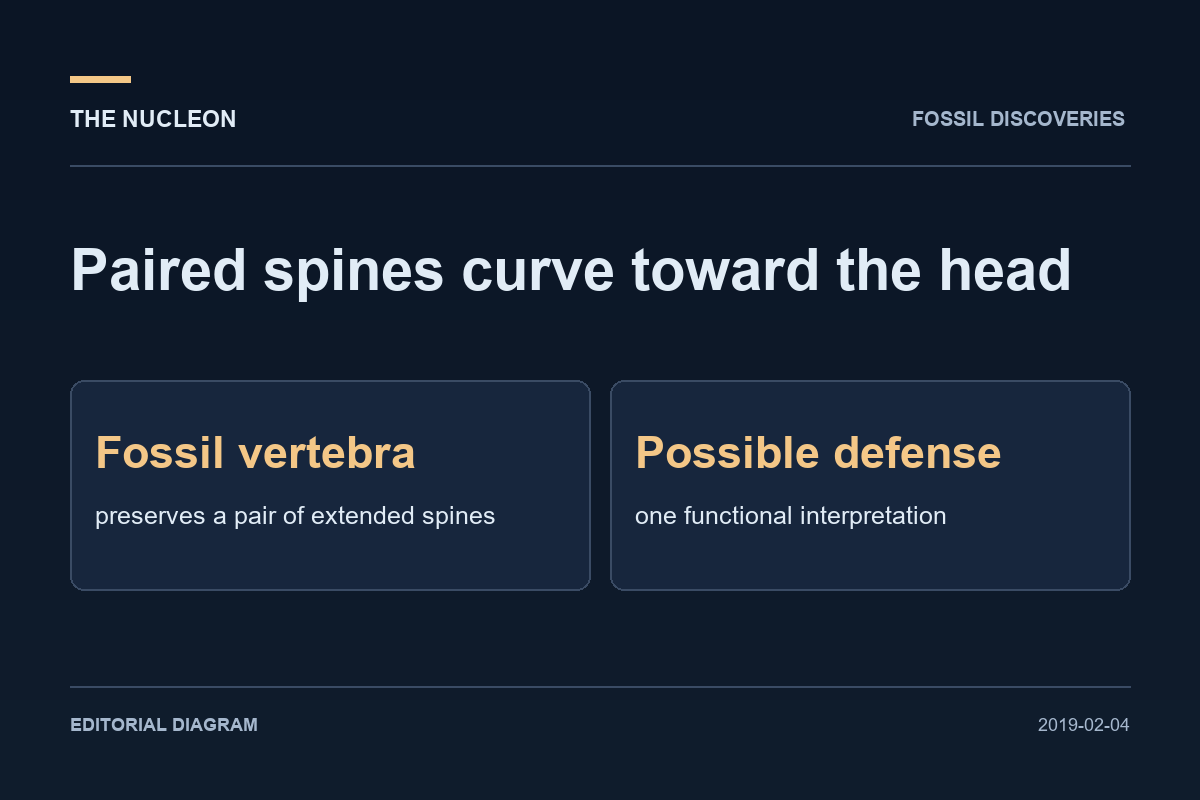 THE NUCLEON
FOSSIL DISCOVERIES
Paired spines curve toward the head
Fossil vertebra
preserves a pair of extended spines
Possible defense
one functional interpretation
EDITORIAL DIAGRAM
2019-02-04